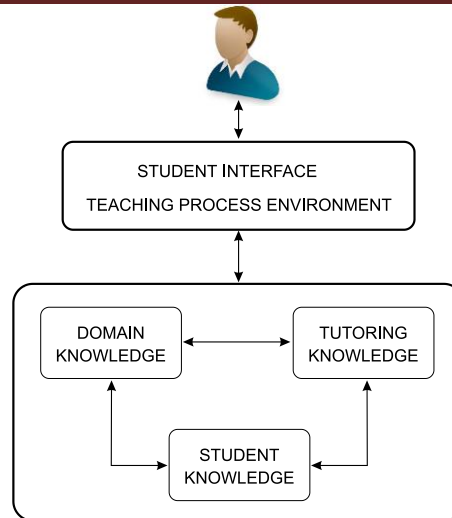 STUDENT INTERFACE
TEACHING PROCESS ENVIRONMENT
DOMAIN
KNOWLEDGE
TUTORING
KNOWLEDGE
STUDENT
KNOWLEDGE